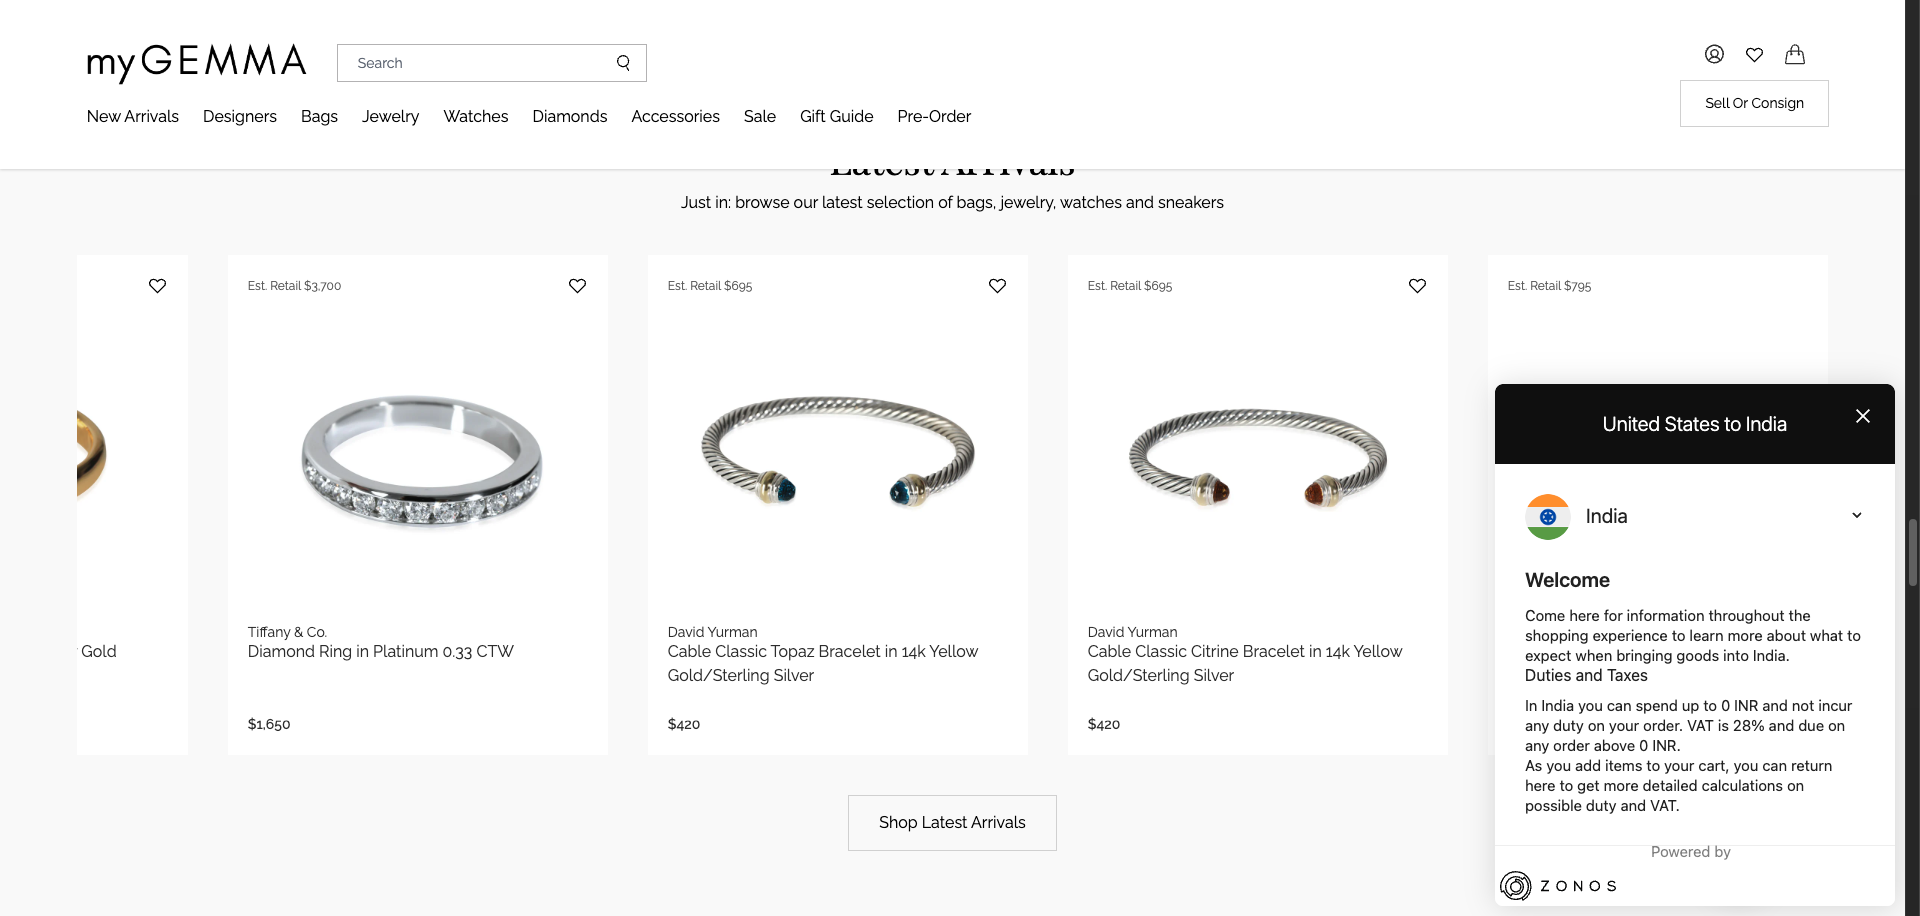 myGEMMA
Search
Sell Or Consign
New Arrivals Designers Bags Jewelry Watches Diamonds Accessories Sale Gift Guide Pre-Order
Latest Arrivals
Just in: browse our latest selection of bags, jewelry, watches and sneakers
Gold
Est. Retail $3,700
Tiffany & Co.
Diamond Ring in Platinum 0.33 CTW
$1,650
Est. Retail $695
David Yurman
Cable Classic Topaz Bracelet in 14k Yellow
Gold/Sterling Silver
$420
Est. Retail $695
David Yurman
Cable Classic Citrine Bracelet in 14k Yellow
Gold/Sterling Silver
$420
Est. Retail $795
Shop Latest Arrivals
United States to India
India
Welcome
Come here for information throughout the
shopping experience to learn more about what to
expect when bringing goods into India.
Duties and Taxes
In India you can spend up to 0 INR and not incur
any duty on your order. VAT is 28% and due on
any order above 0 INR.
As you add items to your cart, you can return
here to get more detailed calculations on
possible duty and VAT.
Powered by
ZONOS